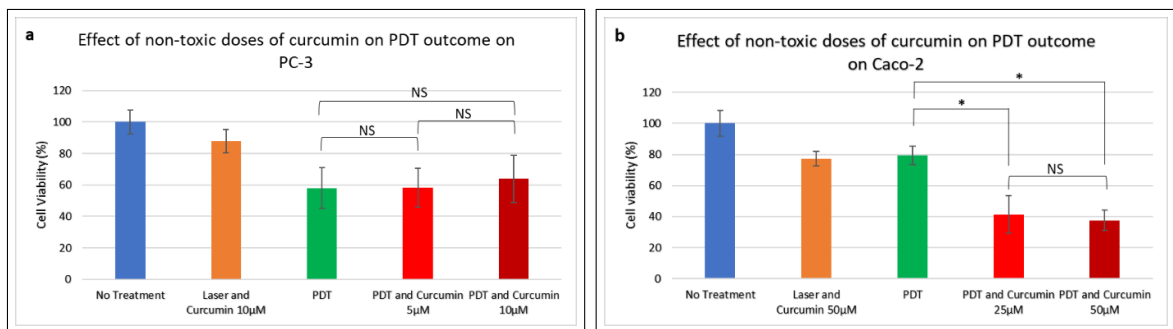 a
Effect of non-toxic doses of curcumin on PDT outcome on
PC-3
120
100
80
60
40
20
0
Cell Viability (%)
NS
NS
NS
No Treatment
Laser and
Curcumin 10µM
PDT
PDT and Curcumin
5µM
PDT and Curcumin
10µM
b
Effect of non-toxic doses of curcumin on PDT outcome
on Caco-2
120
100
80
60
40
20
0
Cell viability (%)
*
*
NS
No Treatment
Laser and
Curcumin 50µM
PDT
PDT and Curcumin
25µM
PDT and Curcumin
50µM